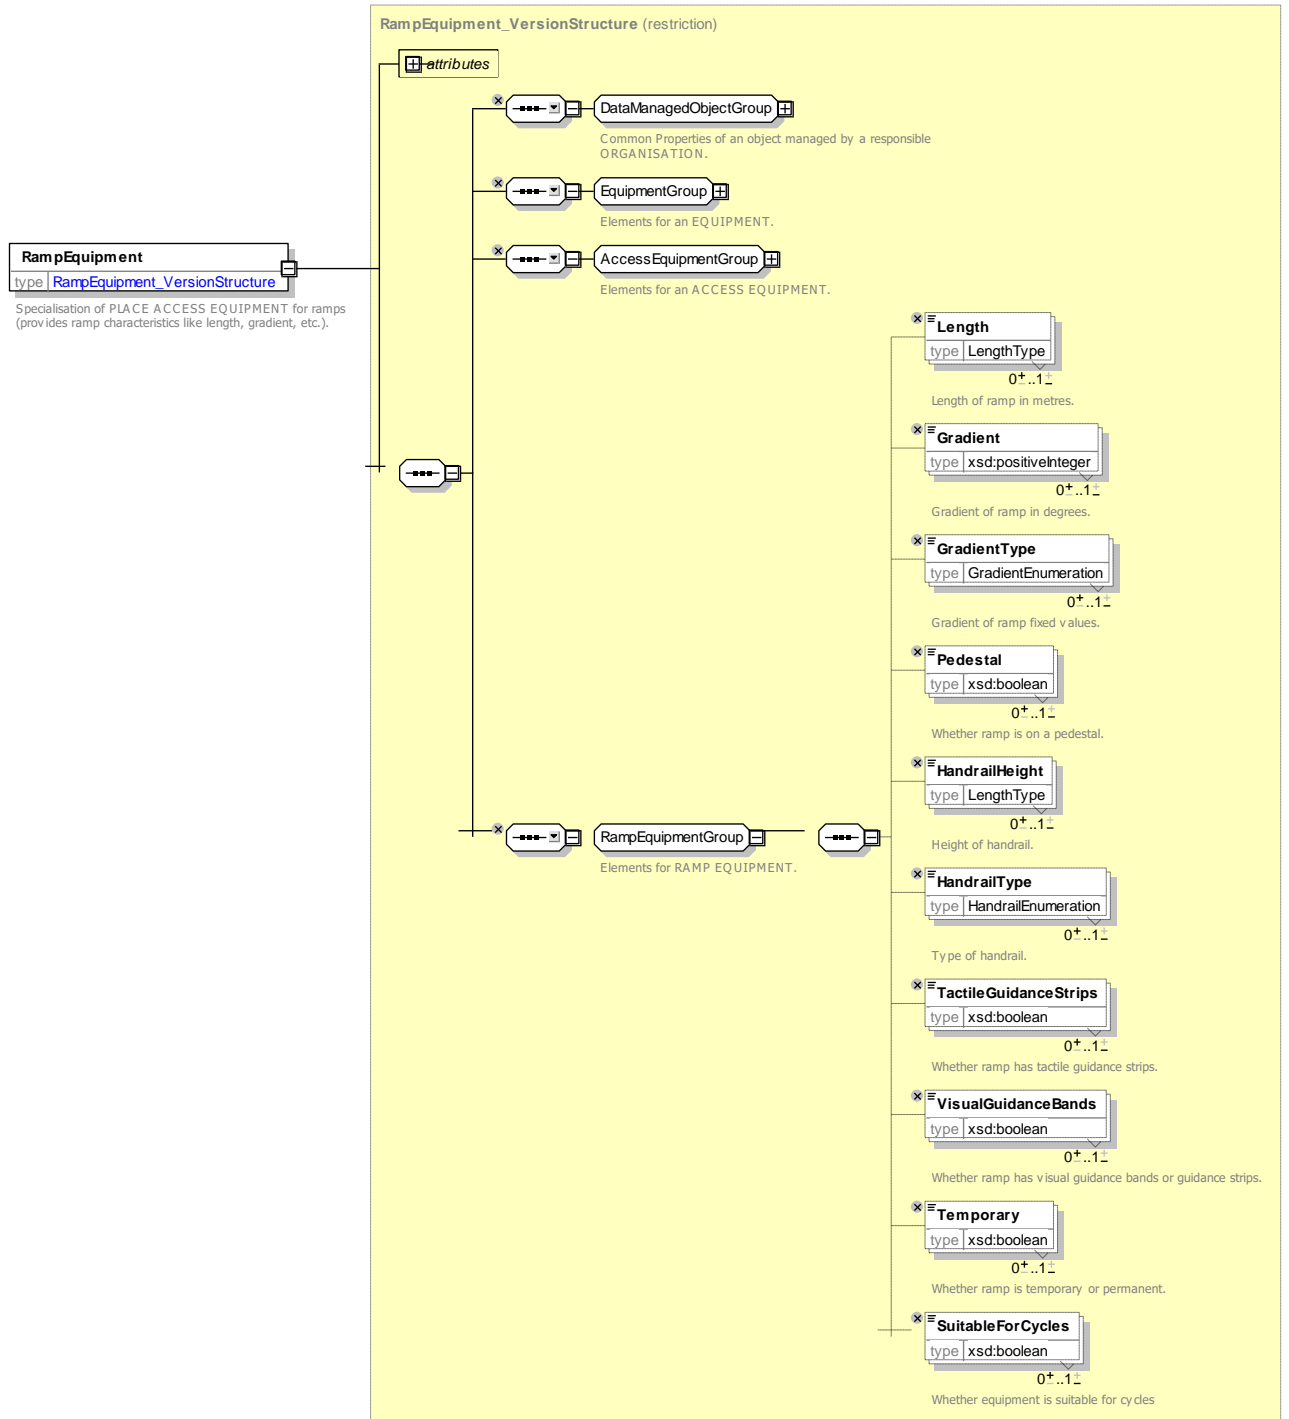 RampEquipment_VersionStructure (restriction)
attributes
DataManagedObjectGroup
Common Properties of an object managed by a responsible
ORGANISATION.
EquipmentGroup
Elements for an EQUIPMENT.
AccessEquipmentGroup
Elements for an ACCESS EQUIPMENT.
RampEquipment
type RampEquipment_VersionStructure
Specialisation of PLACE ACCESS EQUIPMENT for ramps
(provides ramp characteristics like length, gradient, etc.).
Length
type LengthType
0±..1±
Length of ramp in metres.
Gradient
type xsd:positiveInteger
0±..1±
Gradient of ramp in degrees.
GradientType
type GradientEnumeration
0±..1±
Gradient of ramp fixed values.
Pedestal
type xsd:boolean
0±..1±
Whether ramp is on a pedestal.
HandrailHeight
type LengthType
0±..1±
Height of handrail.
RampEquipmentGroup
Elements for RAMP EQUIPMENT.
HandrailType
type HandrailEnumeration
0±..1±
Type of handrail.
TactileGuidanceStrips
type xsd:boolean
0±..1±
Whether ramp has tactile guidance strips.
VisualGuidanceBands
type xsd:boolean
0±..1±
Whether ramp has visual guidance bands or guidance strips.
Temporary
type xsd:boolean
0±..1±
Whether ramp is temporary or permanent.
SuitableForCycles
type xsd:boolean
0±..1±
Whether equipment is suitable for cycles